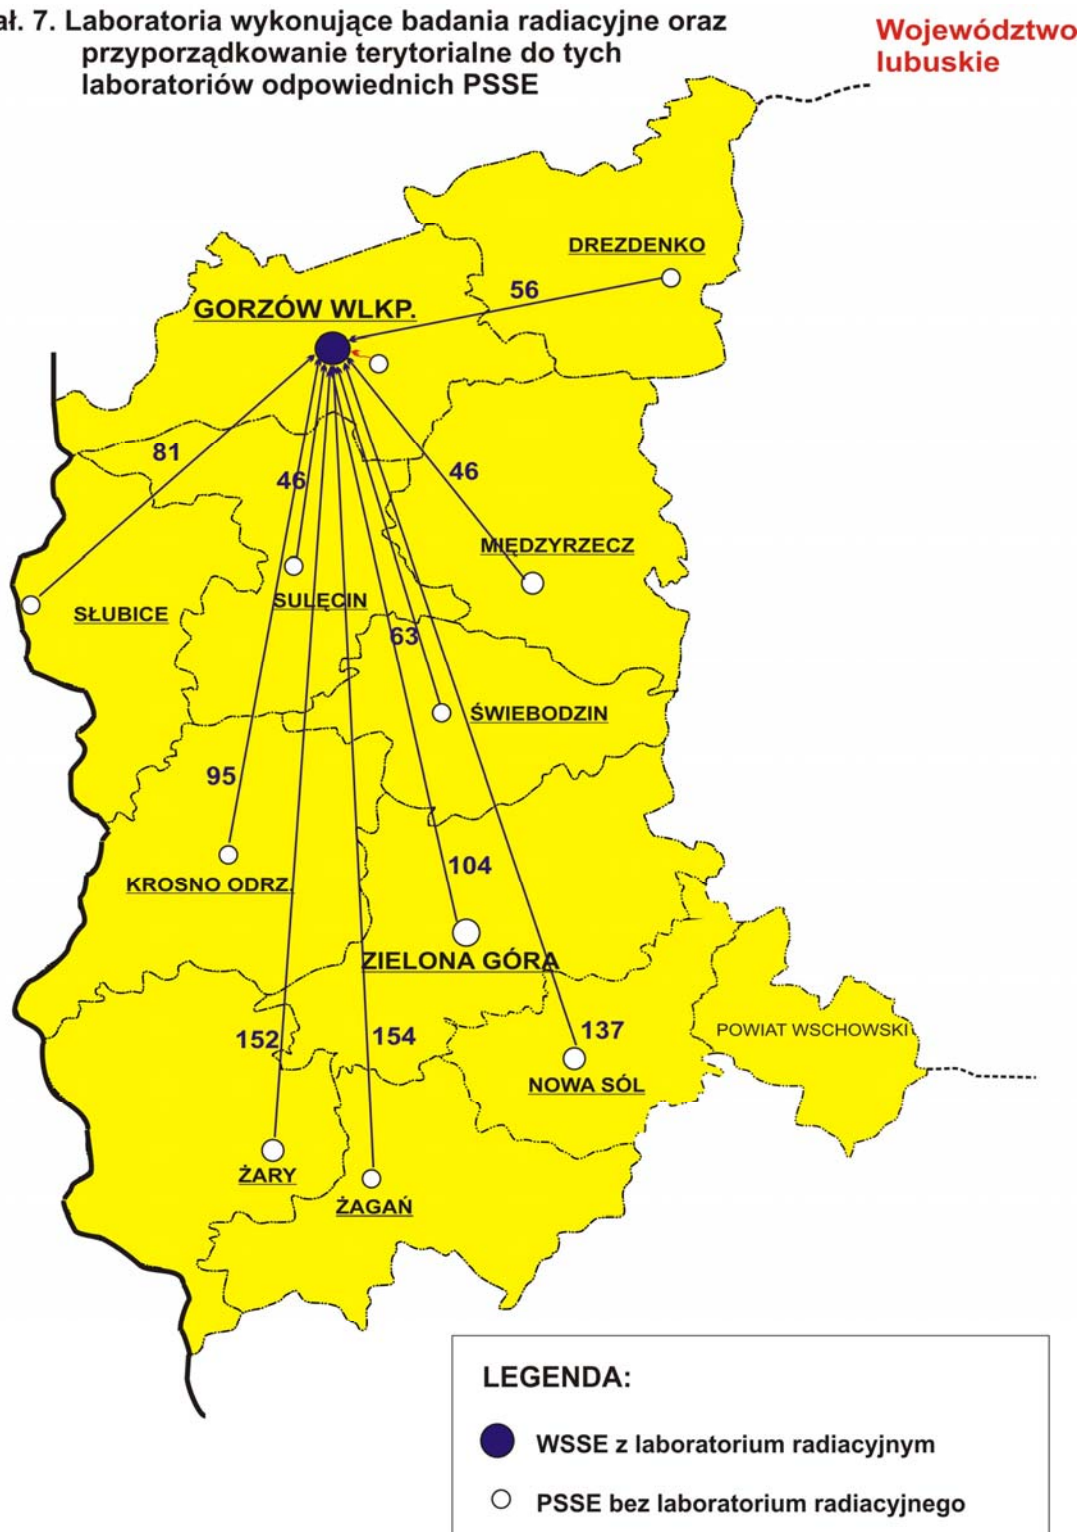 ał. 7. Laboratoria wykonujące badania radiacyjne oraz
przyporządkowanie terytorialne do tych
laboratoriów odpowiednich PSSE
Województwo
lubuskie
DREZDENKO
56
GORZÓW WLKP.
81
46
46
MIĘDZYRZECZ
SŁUBICE
SULĘCIN
63
ŚWIEBODZIN
95
104
KROSNO ODRZ.
ZIELONA GÓRA
152
154
137
POWIAT WSCHOWSKI
NOWA SÓL
ŻARY
ŻAGAŃ
LEGENDA:
WSSE z laboratorium radiacyjnym
PSSE bez laboratorium radiacyjnego